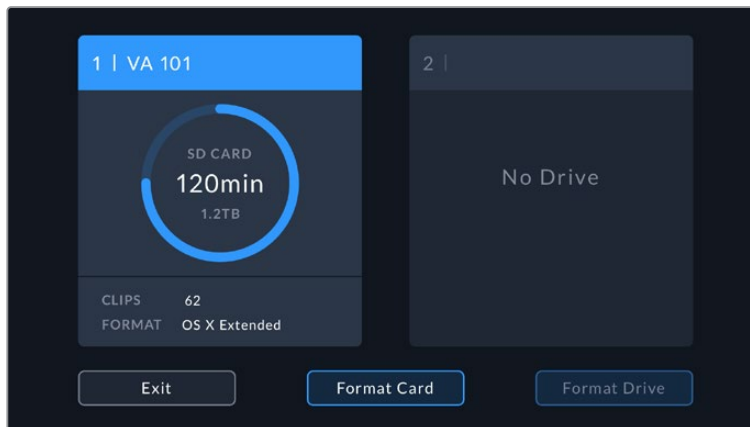 1 | VA 101
SD CARD
120min
1.2TB
CLIPS 62
FORMAT OS X Extended
2 |
No Drive
Exit
Format Card
Format Drive